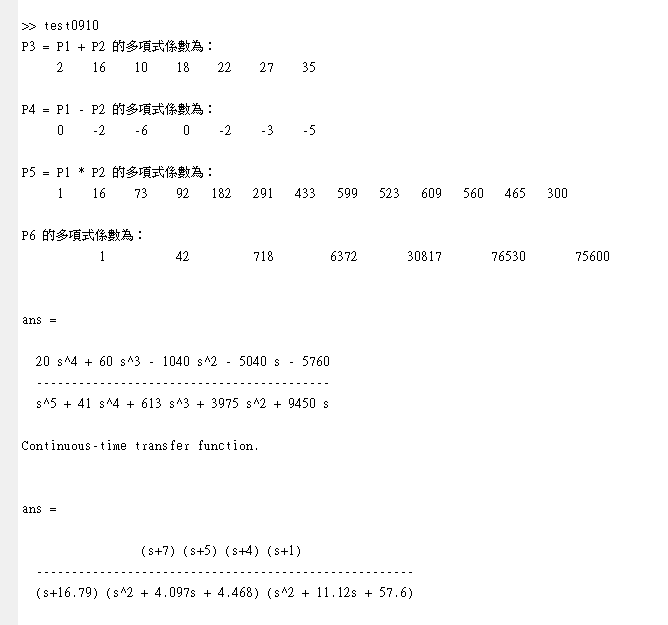 >> test0910
P3 = P1 + P2 的多項式係數為：
2 16 10 18 22 27 35
P4 = P1 - P2 的多項式係數為：
0 -2 -6 0 -2 -3 -5
P5 = P1 * P2 的多項式係數為：
1 16 73 92 182 291 433 599 523 609 560 465 300
P6 的多項式係數為：
1 42 718 6372 30817 76530 75600
ans =
20 s^4 + 60 s^3 - 1040 s^2 - 5040 s - 5760
------------------------------------------
s^5 + 41 s^4 + 613 s^3 + 3975 s^2 + 9450 s
Continuous-time transfer function.
ans =
(s+7) (s+5) (s+4) (s+1)
------------------------------------------------------
(s+16.79) (s^2 + 4.097s + 4.468) (s^2 + 11.12s + 57.6)